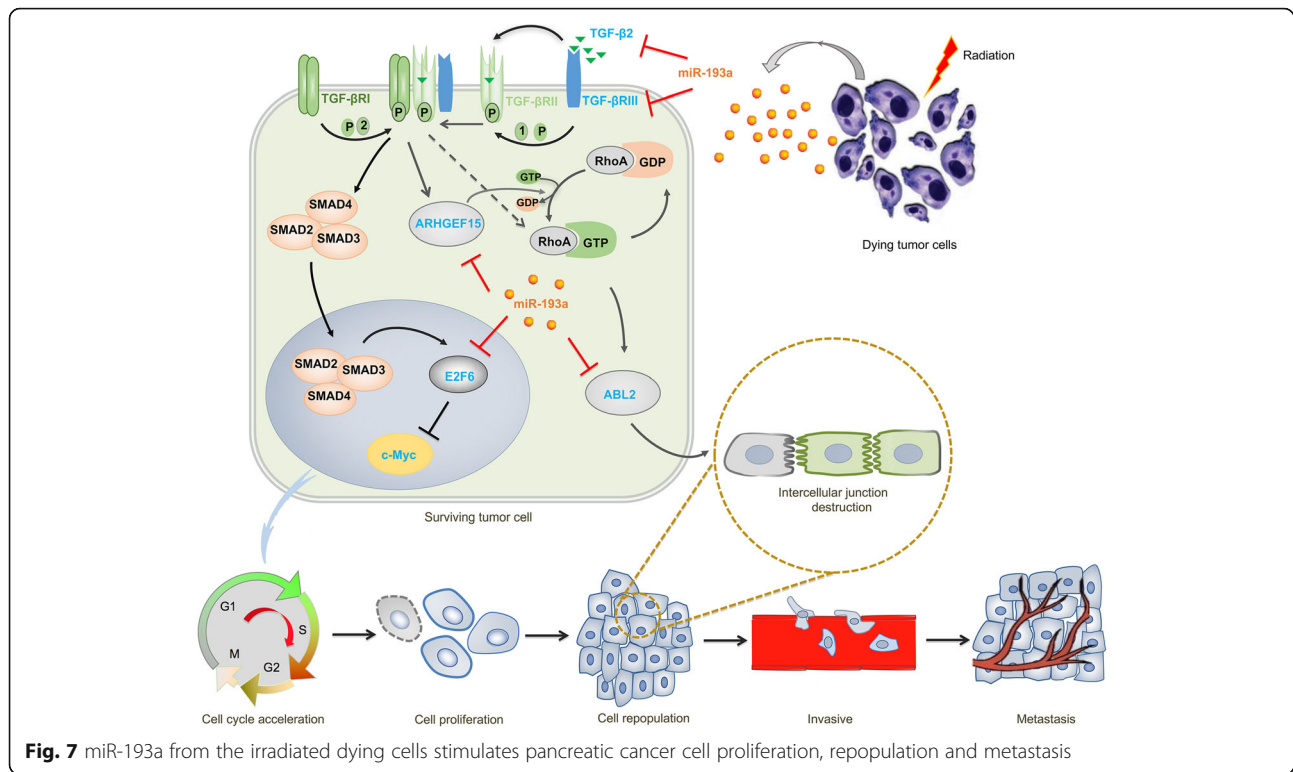 TGF-β2
miR-193a
Radiation
TGF-βRI
TGF-βRII
TGF-βRIII
P
P
P
P 2
1 P
RhoA
GDP
GTP
GDP
SMAD4
SMAD2
SMAD3
ARHGEF15
RhoA
GTP
Dying tumor cells
miR-193a
SMAD2
SMAD3
SMAD4
E2F6
ABL2
c-Myc
Intercellular junction
destruction
Surviving tumor cell
G1
S
M
G2
Cell cycle acceleration
Cell proliferation
Cell repopulation
Invasive
Metastasis
Fig. 7 miR-193a from the irradiated dying cells stimulates pancreatic cancer cell proliferation, repopulation and metastasis